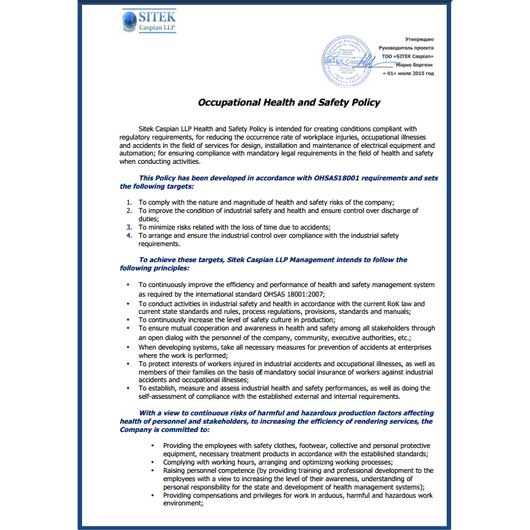 SITEK
Caspian LLP
Утверждаю
Руководитель проекта
ТОО «SITEK Caspian»
Марко Боргези
« 01» июля 2015 год
Occupational Health and Safety Policy
Sitek Caspian LLP Health and Safety Policy is intended for creating conditions compliant with
regulatory requirements, for reducing the occurrence rate of workplace injuries, occupational illnesses
and accidents in the field of services for design, installation and maintenance of electrical equipment and
automation; for ensuring compliance with mandatory legal requirements in the field of health and safety
when conducting activities.
This Policy has been developed in accordance with OHSAS18001 requirements and sets
the following targets:
1. To comply with the nature and magnitude of health and safety risks of the company;
2. To improve the condition of industrial safety and health and ensure control over discharge of
duties;
3. To minimize risks related with the loss of time due to accidents;
4. To arrange and ensure the industrial control over compliance with the industrial safety
requirements.
To achieve these targets, Sitek Caspian LLP Management intends to follow the
following principles:
• To continuously improve the efficiency and performance of health and safety management system
as required by the international standard OHSAS 18001:2007;
• To conduct activities in industrial safety and health in accordance with the current RoK law and
current state standards and rules, process regulations, provisions, standards and manuals;
• To continuously increase the level of safety culture in production;
• To ensure mutual cooperation and awareness in health and safety among all stakeholders through
an open dialog with the personnel of the company, community, executive authorities, etc.;
• When developing systems, take all necessary measures for prevention of accidents at enterprises
where the work is performed;
• To protect interests of workers injured in industrial accidents and occupational illnesses, as well as
members of their families on the basis of mandatory social insurance of workers against industrial
accidents and occupational illnesses;
• To establish, measure and assess industrial health and safety performances, as well as doing the
self-assessment of compliance with the established external and internal requirements.
With a view to continuous risks of harmful and hazardous production factors affecting
health of personnel and stakeholders, to increasing the efficiency of rendering services, the
Company is committed to:
• Providing the employees with safety clothes, footwear, collective and personal protective
equipment, necessary treatment products in accordance with the established standards;
• Complying with working hours, arranging and optimizing working processes;
• Raising personnel competence (by providing training and professional development to the
employees with a view to increasing the level of their awareness, understanding of
personal responsibility for the state and development of health management systems);
• Providing compensations and privileges for work in arduous, harmful and hazardous work
environment;